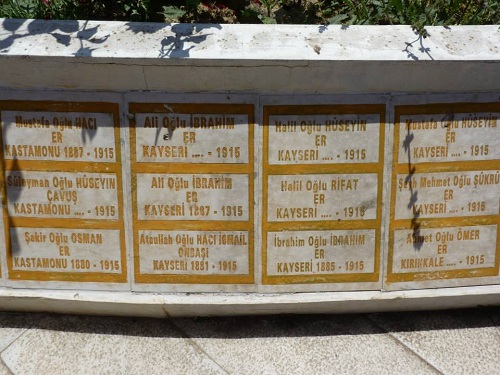 Mustafa Oğlu HACI
ER
KASTAMONU 1887 - 1915
Süleyman Oğlu HÜSEYİN
ÇAVUŞ
KASTAMONU .... - 1915
Şakir Oğlu OSMAN
ER
KASTAMONU 1880 - 1915
Ali Oğlu İBRAHİM
ER
KAYSERİ .... - 1915
Ali Oğlu İBRAHİM
ER
KAYSERİ 1887 - 1915
Ataullah Oğlu HACI İSMAİL
ONBAŞI
KAYSERİ 1881 - 1915
Halil Oğlu HÜSEYİN
ER
KAYSERİ .... - 1915
Halil Oğlu RIFAT
ER
KAYSERİ .... - 1915
İbrahim Oğlu İBRAHİM
ER
KAYSERİ 1885 - 1915
Mustafa Oğlu HÜSEYİN
ER
KAYSERİ .... - 1915
Mehmet Oğlu ŞÜKRÜ
ER
KAYSERİ .... - 1915
Ahmet Oğlu ÖMER
ER
KIRIKKALE .... - 1915